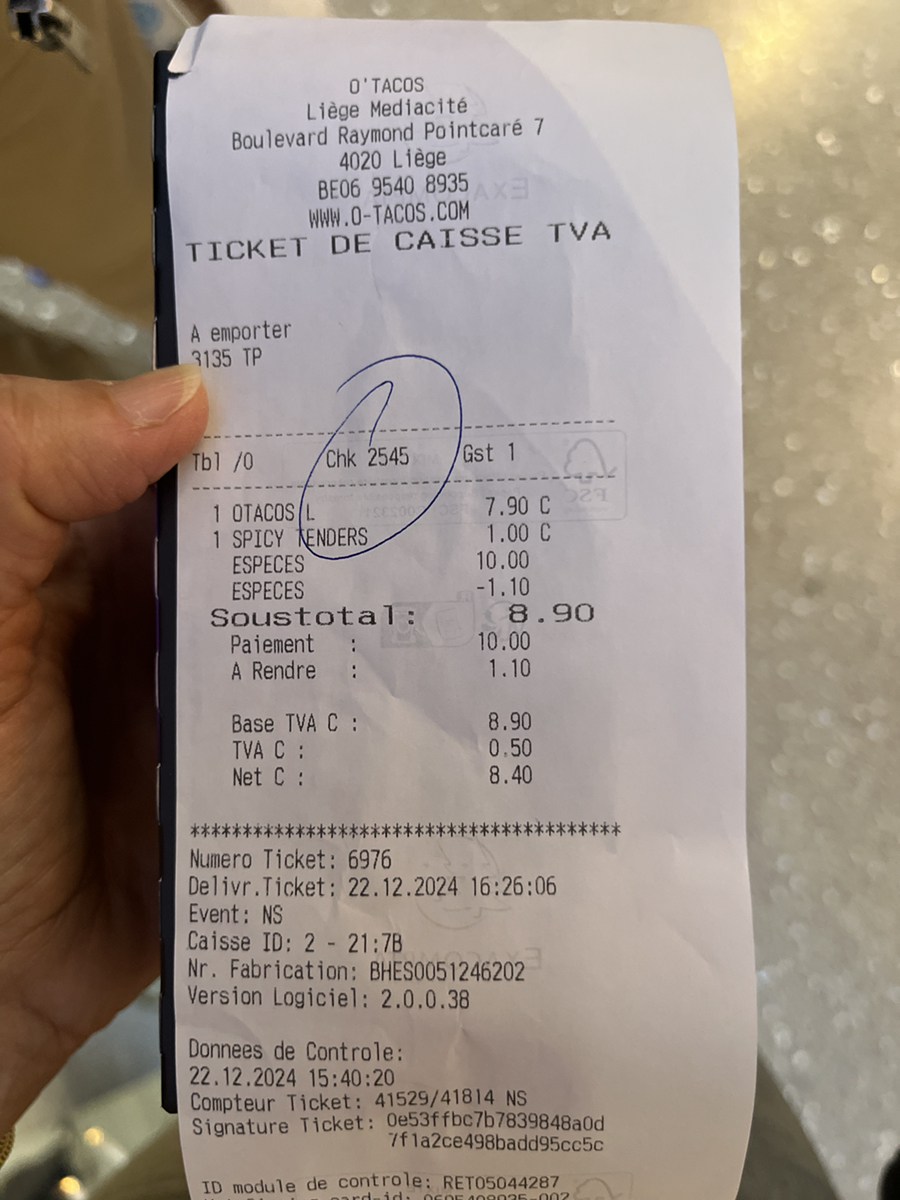 O'TACOS
Liège Mediacité
Boulevard Raymond Pointcaré 7
4020 Liège
BE06 9540 8935
WWW.O-TACOS.COM
TICKET DE CAISSE TVA
A emporter
3135 TP
----------------------------------------
Tbl /0 Chk 2545 Gst 1
----------------------------------------
1 OTACOS L 7.90 C
1 SPICY TENDERS 1.00 C
ESPECES 10.00
ESPECES -1.10
Soustotal: 8.90
Paiement : 10.00
A Rendre : 1.10
Base TVA C : 8.90
TVA C : 0.50
Net C : 8.40
*****************************************
Numero Ticket: 6976
Delivr.Ticket: 22.12.2024 16:26:06
Event: NS
Caisse ID: 2 - 21:7B
Nr. Fabrication: BHES0051246202
Version Logiciel: 2.0.0.38
Donnees de Controle:
22.12.2024 15:40:20
Compteur Ticket: 41529/41814 NS
Signature Ticket: 0e53ffbc7b7839848a0d
7f1a2ce498badd95cc5c
ID module de controle: RET05044287